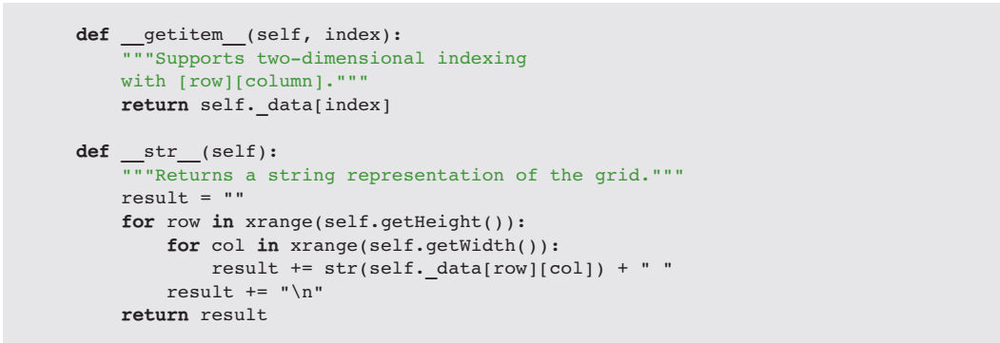 def __getitem__(self, index):
    """Supports two-dimensional indexing
    with [row][column]."""
    return self._data[index]

def __str__(self):
    """Returns a string representation of the grid."""
    result = ""
    for row in xrange(self.getHeight()):
        for col in xrange(self.getWidth()):
            result += str(self._data[row][col]) + " "
        result += "\n"
    return result